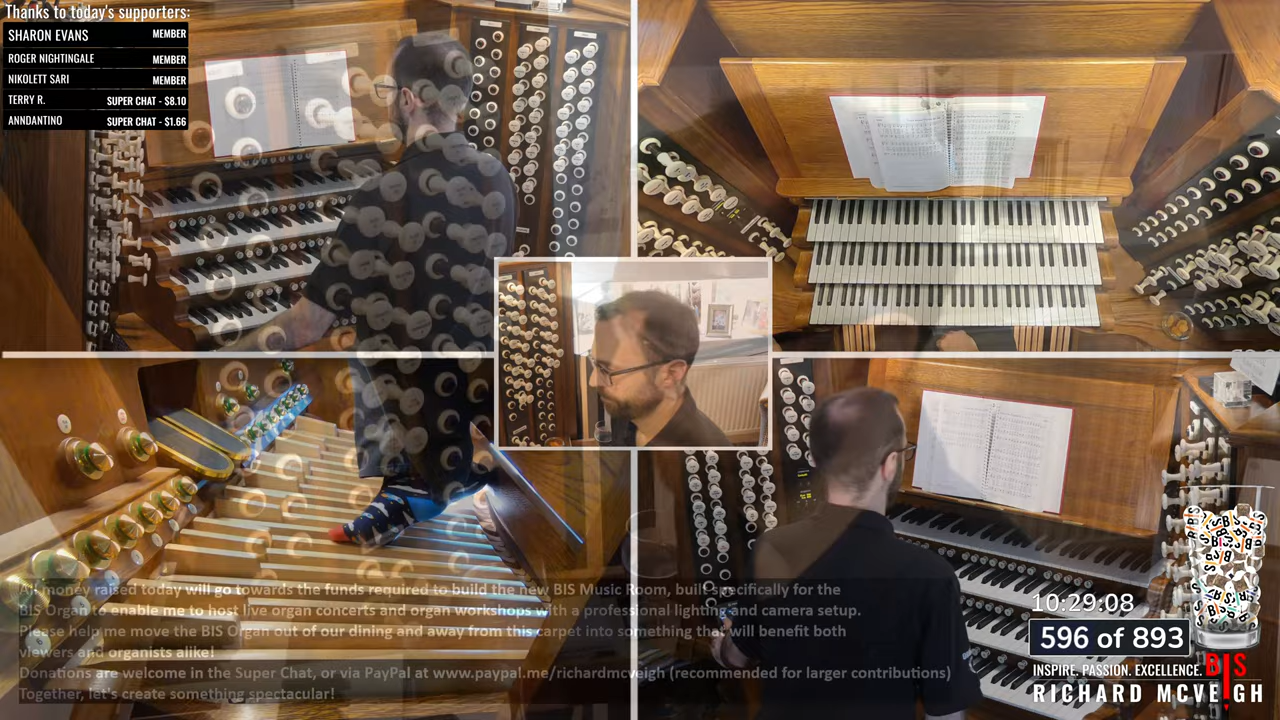 Thanks to today's supporters:
SHARON EVANS MEMBER
ROGER NIGHTINGALE MEMBER
NIKOLETT SARI MEMBER
TERRY R. SUPER CHAT - $8.10
ANNDANTINO SUPER CHAT - $1.66
All money raised today will go towards the funds required to build the new BIS Music Room, built specifically for the
BIS Organ to enable me to host live organ concerts and organ workshops with a professional lighting and camera setup.
Please help me move the BIS Organ out of our dining and away from this carpet into something that will benefit both
viewers and organists alike!
Donations are welcome in the Super Chat, or via PayPal at www.paypal.me/richardmcveigh (recommended for larger contributions)
Together, let's create something spectacular!
10:29:08
596 of 893
INSPIRE. PASSION. EXCELLENCE. BIS
RICHARD MCVEIGH